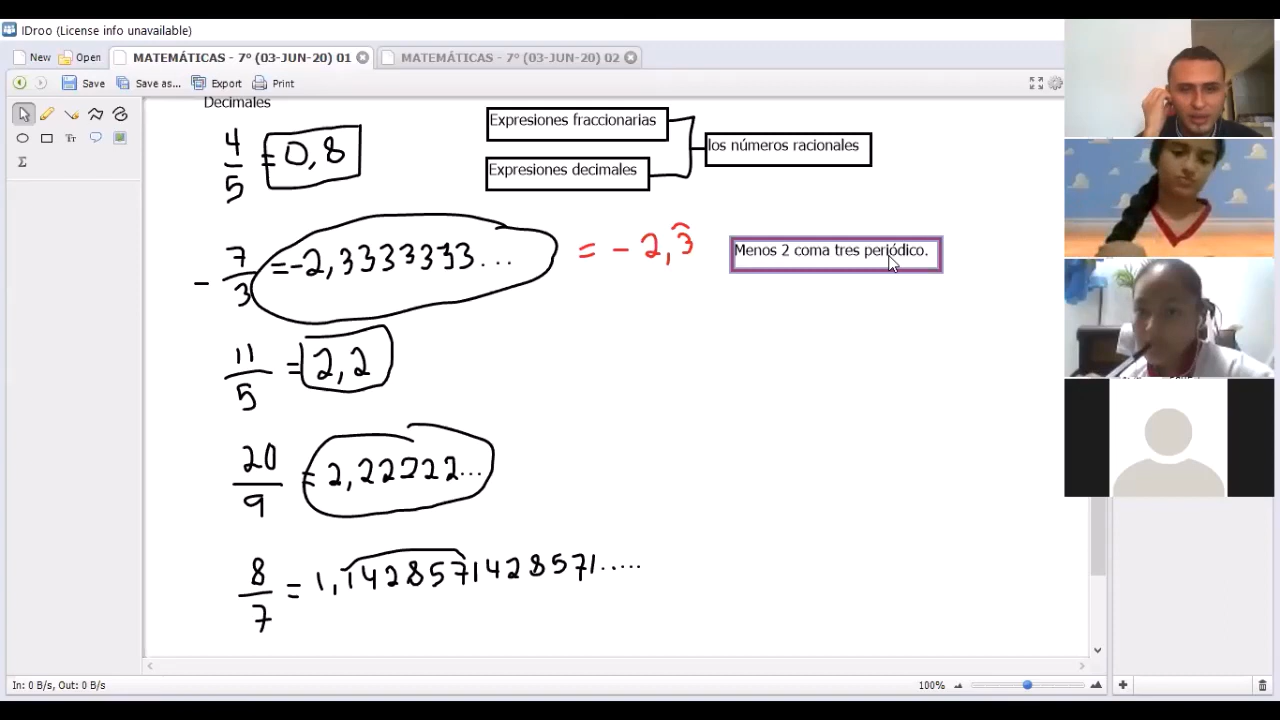 IDroo (License info unavailable)
New Open MATEMÁTICAS - 7º (03-JUN-20) 01 MATEMÁTICAS - 7º (03-JUN-20) 02
Save Save as... Export Print
Decimales
Expresiones fraccionarias
los números racionales
Expresiones decimales
4/5 = 0,8
- 7/3 = -2,3333333... = - 2,3̂
Menos 2 coma tres periódico.
11/5 = 2,2
20/9 = 2,22222...
8/7 = 1,1428571428571.....
In: 0 B/s, Out: 0 B/s
100%